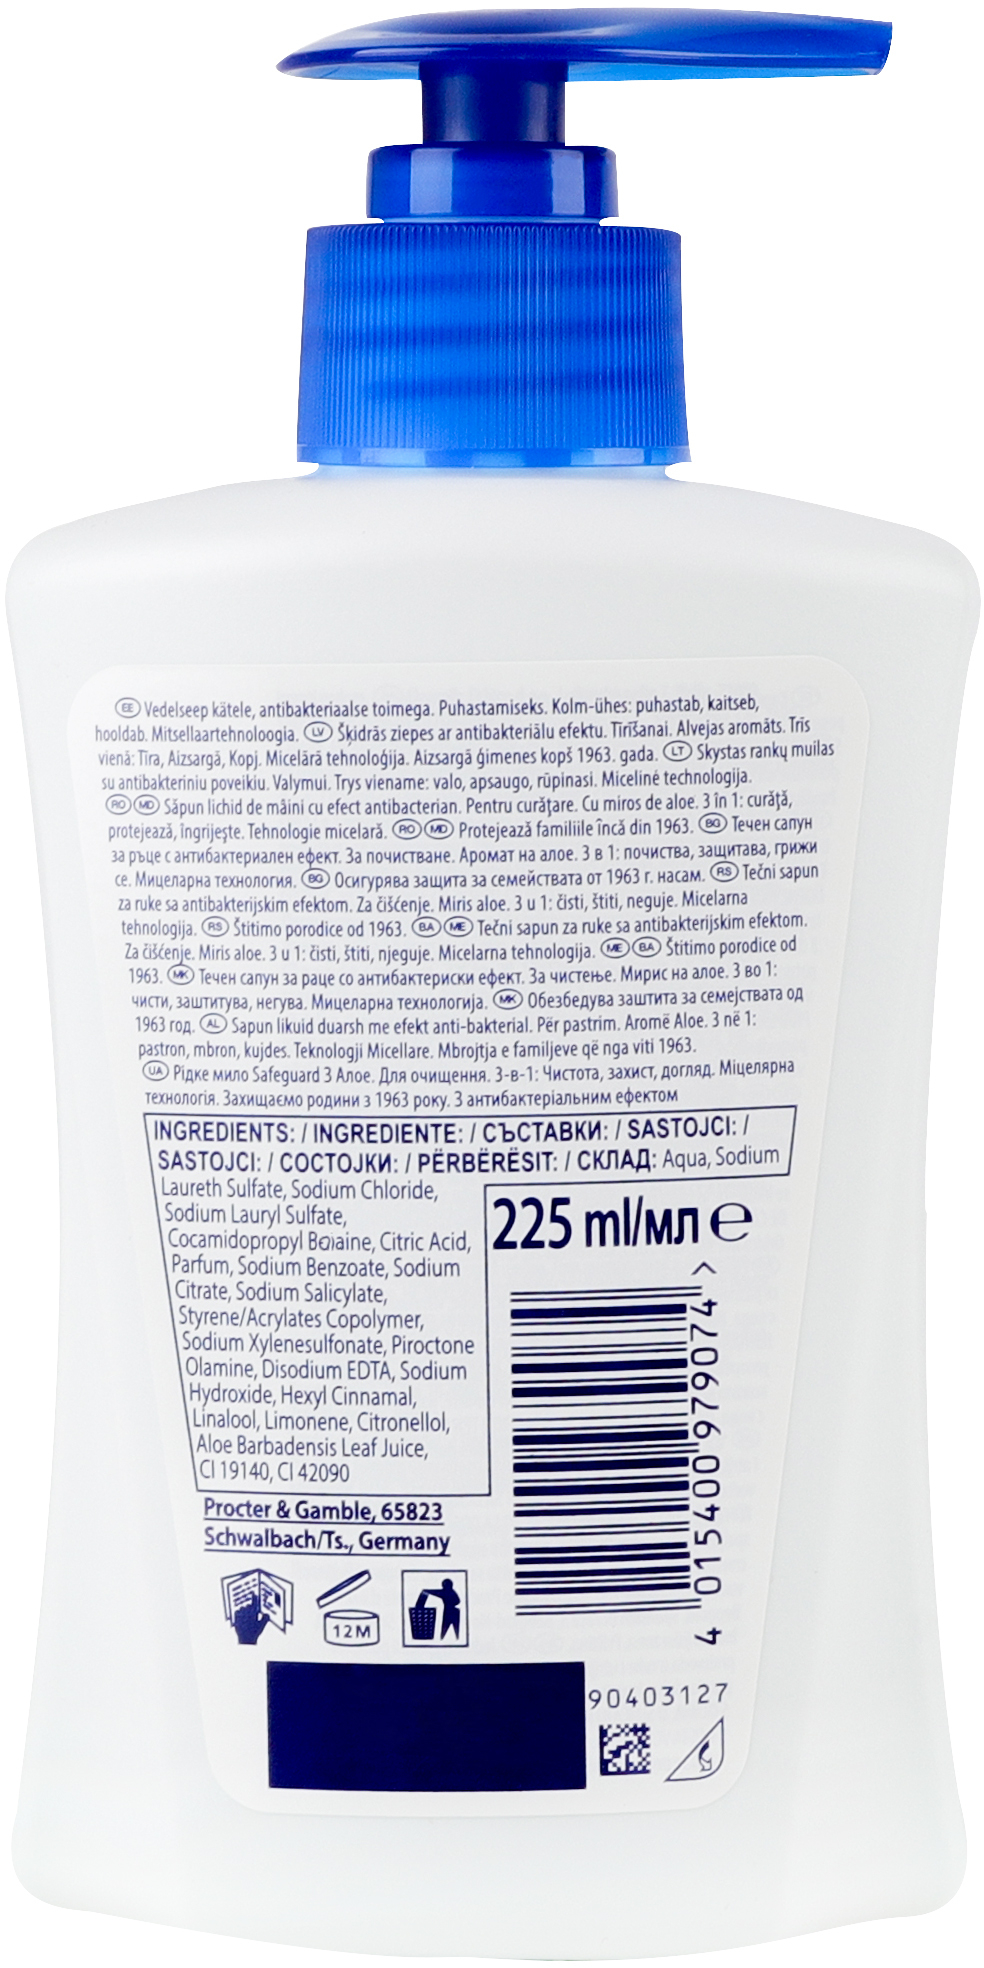 EE Vedelseep kätele, antibakteriaalse toimega. Puhastamiseks. Kolm-ühes: puhastab, kaitseb,
hooldab. Mitsellaartehnoloogia. LV Šķidrās ziepes ar antibakteriālu efektu. Tīrīšanai. Alvejas aromāts. Trīs
vienā: Tīra, Aizsargā, Kopj. Micelārā tehnoloģija. Aizsargā ģimenes kopš 1963. gada. LT Skystas rankų muilas
su antibakteriniu poveikiu. Valymui. Trys viename: valo, apsaugo, rūpinasi. Micelinė technologija.
RO MD Săpun lichid de mâini cu efect antibacterian. Pentru curățare. Cu miros de aloe. 3 în 1: curăță,
protejează, îngrijește. Tehnologie micelară. RO MD Protejează familiile încă din 1963. BG Течен сапун
за ръце с антибактериален ефект. За почистване. Аромат на алое. 3 в 1: почиства, защитава, грижи
се. Мицеларна технология. BG Осигурява защита за семействата от 1963 г. насам. RS Tečni sapun
za ruke sa antibakterijskim efektom. Za čišćenje. Miris aloe. 3 u 1: čisti, štiti, neguje. Micelarna
tehnologija. RS Štitimo porodice od 1963. BA ME Tečni sapun za ruke sa antibakterijskim efektom.
Za čišćenje. Miris aloe. 3 u 1: čisti, štiti, njeguje. Micelarna tehnologija. ME BA Štitimo porodice od
1963. MK Течен сапун за раце со антибактериски ефект. За чистење. Мирис на алое. 3 во 1:
чисти, заштитува, негува. Мицеларна технологија. MK Обезбедува заштита за семејствата од
1963 год. AL Sapun likuid duarsh me efekt anti-bakterial. Për pastrim. Aromë Aloe. 3 në 1:
pastron, mbron, kujdes. Teknologji Micellare. Mbrojtja e familjeve që nga viti 1963.
UA Рідке мило Safeguard З Алое. Для очищення. 3-в-1: Чистота, захист, догляд. Міцелярна
технологія. Захищаємо родини з 1963 року. З антибактеріальним ефектом
INGREDIENTS: / INGREDIENTE: / СЪСТАВКИ: / SASTOJCI: /
SASTOJCI: / СОСТОЈКИ: / PËRBËRËSIT: / СКЛАД: Aqua, Sodium
Laureth Sulfate, Sodium Chloride,
Sodium Lauryl Sulfate,
Cocamidopropyl Betaine, Citric Acid,
Parfum, Sodium Benzoate, Sodium
Citrate, Sodium Salicylate,
Styrene/Acrylates Copolymer,
Sodium Xylenesulfonate, Piroctone
Olamine, Disodium EDTA, Sodium
Hydroxide, Hexyl Cinnamal,
Linalool, Limonene, Citronellol,
Aloe Barbadensis Leaf Juice,
CI 19140, CI 42090
225 ml/мл e
4 015400 979074 >
Procter & Gamble, 65823
Schwalbach/Ts., Germany
12M
90403127